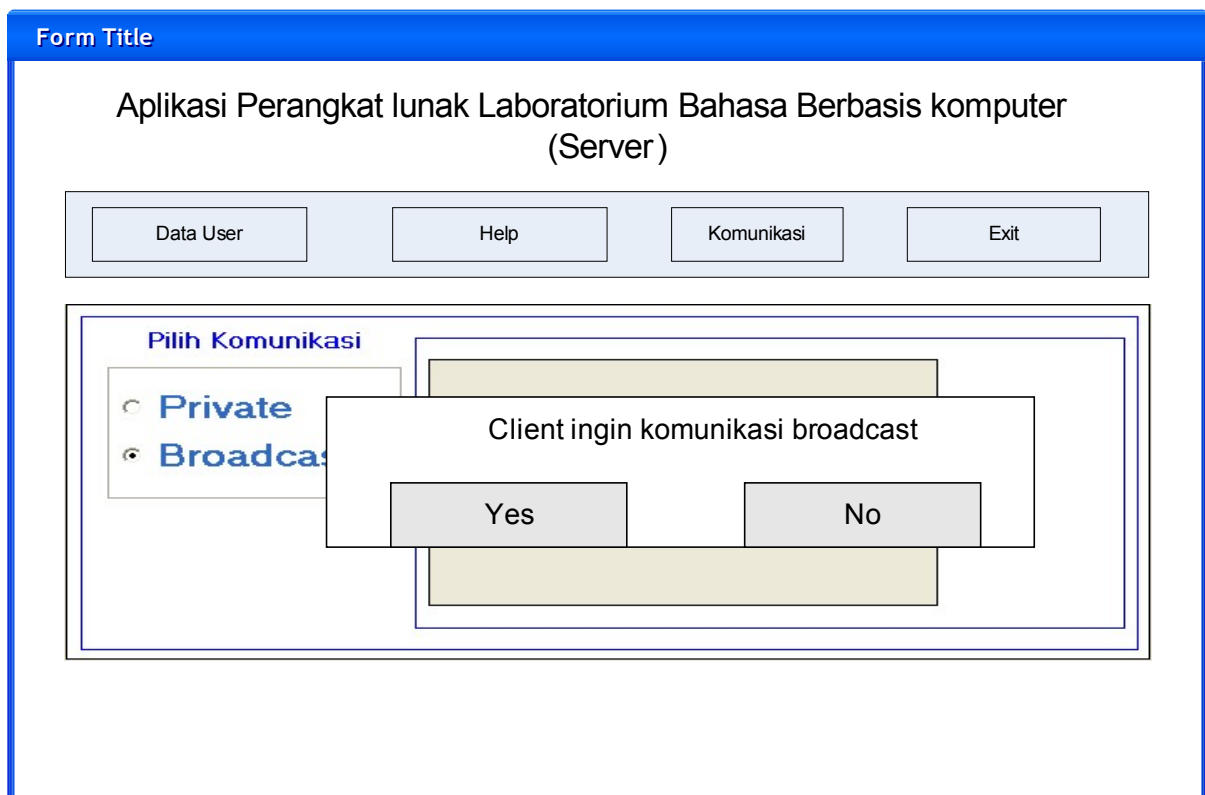 Form Title
Aplikasi Perangkat lunak Laboratorium Bahasa Berbasis komputer
(Server)
Data User
Help
Komunikasi
Exit
Pilih Komunikasi
Private
Client ingin komunikasi broadcast
Yes
No